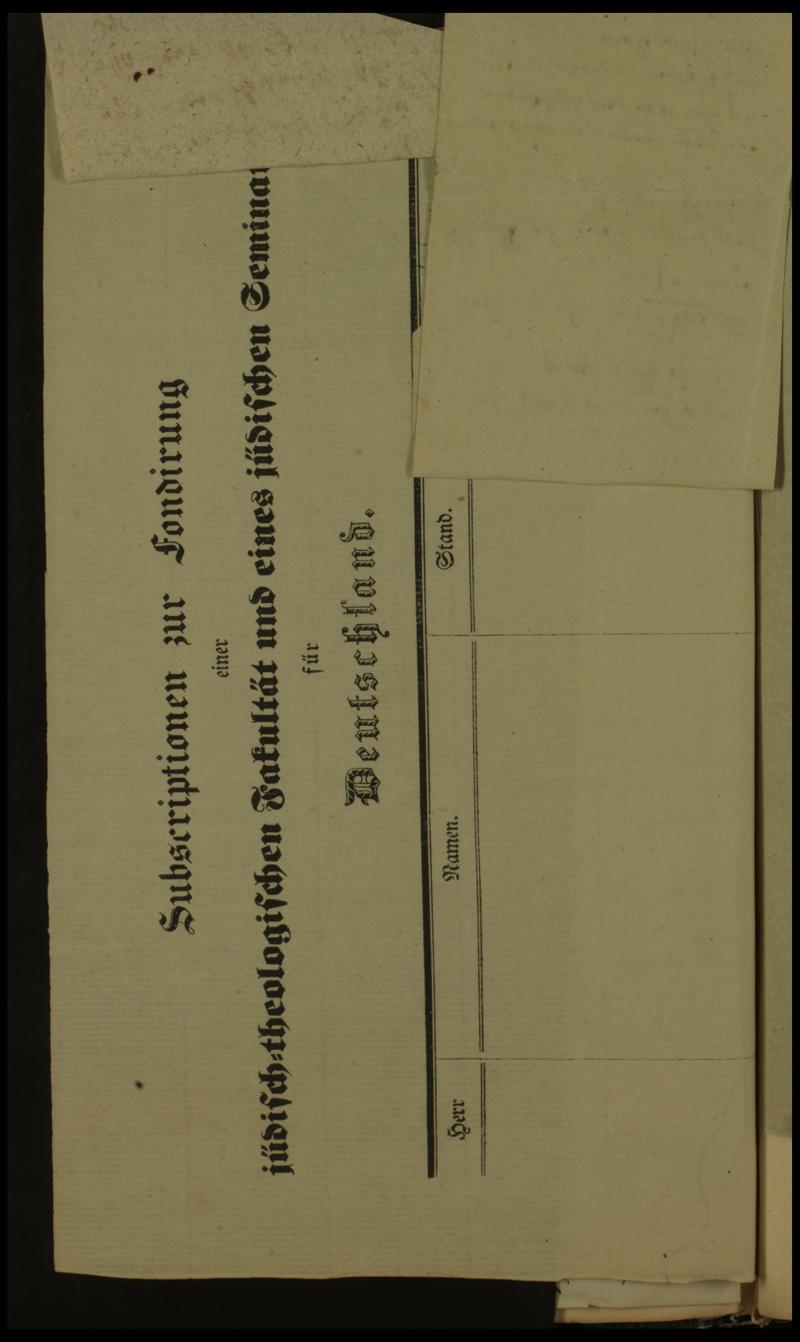 Subscriptionen zur Fondirung
einer
jüdisch-theologischen Fakultät und eines jüdischen Seminar
für
Deutschland.
Herr
Namen.
Stand.